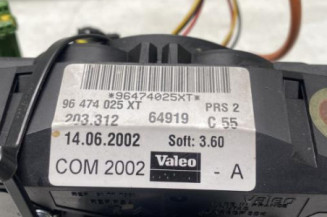 *96474025XT*
96 474 025 XT PRS 2
203.312 64919 C 55
14.06.2002 Soft: 3.60
COM 2002 Valeo - A